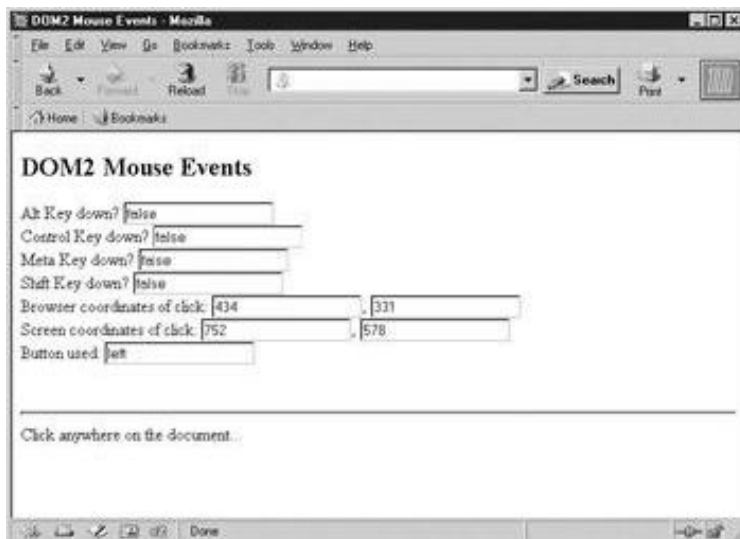 DOM2 Mouse Events - Mozilla
File Edit View Go Bookmarks Tools Window Help
Back Forward Reload Stop Search Print
Home Bookmarks
DOM2 Mouse Events
Alt Key down? false
Control Key down? false
Meta Key down? false
Shift Key down? false
Browser coordinates of click: 434 , 331
Screen coordinates of click: 752 , 578
Button used: left
Click anywhere on the document...
Done